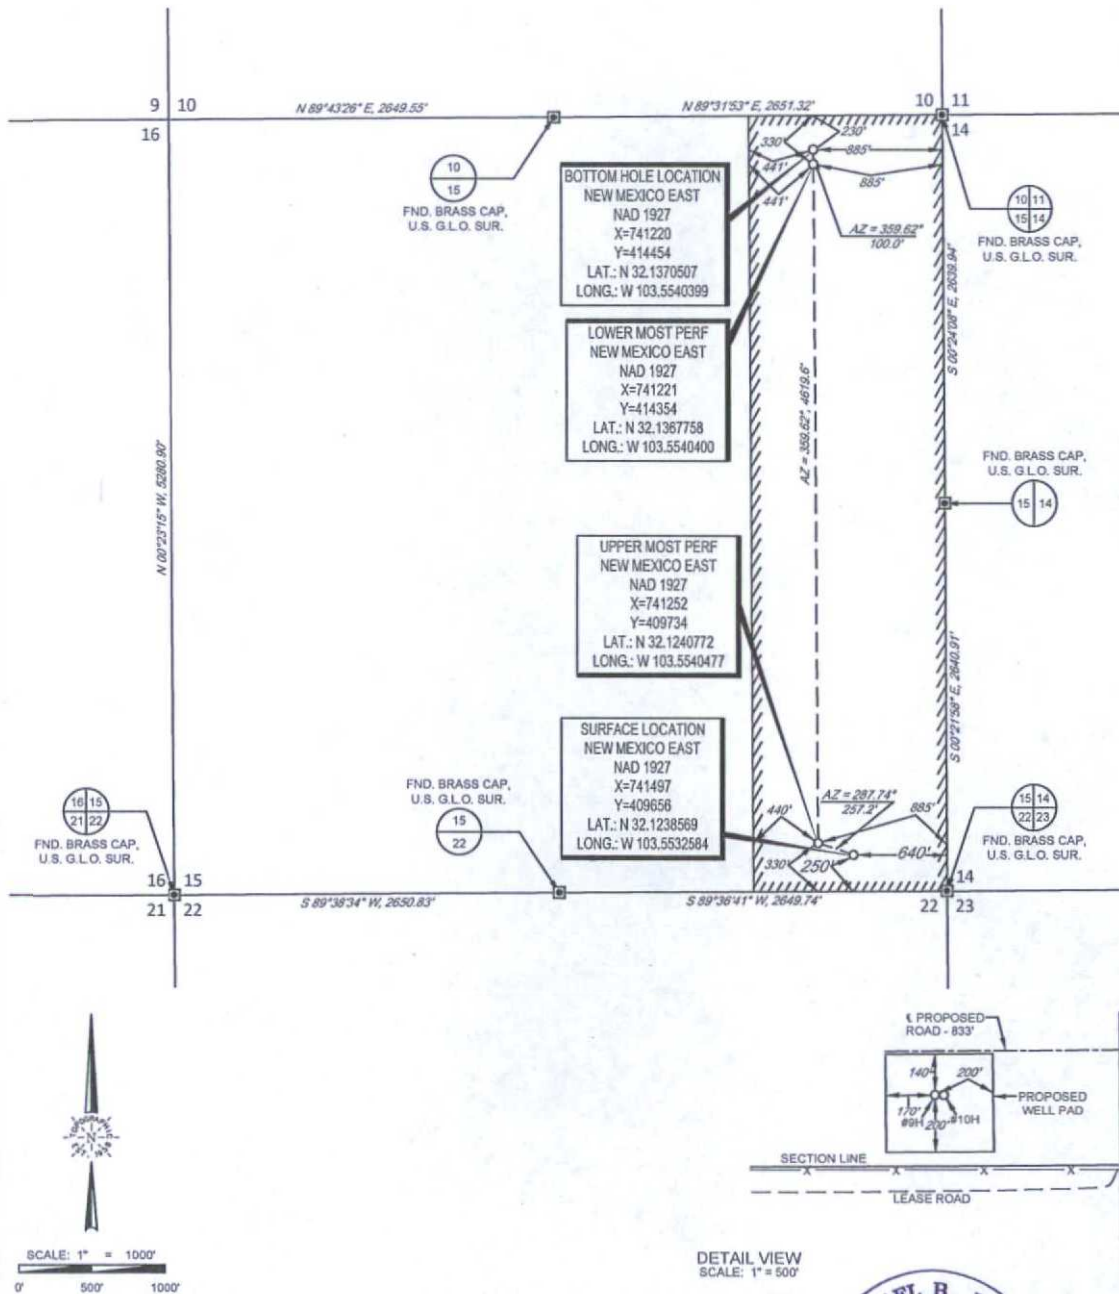 9 10
16
N 89°43'26" E, 2649.55'
N 89°31'53" E, 2651.32'
10 11
14
10
15
FND. BRASS CAP,
U.S. G.L.O. SUR.
330'
230'
885'
441'
441'
885'
AZ = 359.62°
100.0'
10 11
15 14
FND. BRASS CAP,
U.S. G.L.O. SUR.
BOTTOM HOLE LOCATION
NEW MEXICO EAST
NAD 1927
X=741220
Y=414454
LAT.: N 32.1370507
LONG.: W 103.5540399
LOWER MOST PERF
NEW MEXICO EAST
NAD 1927
X=741221
Y=414354
LAT.: N 32.1367758
LONG.: W 103.5540400
S 00°24'08" E, 2639.94'
AZ = 359.62°, 4619.6'
N 00°23'15" W, 5280.90'
FND. BRASS CAP,
U.S. G.L.O. SUR.
15 14
UPPER MOST PERF
NEW MEXICO EAST
NAD 1927
X=741252
Y=409734
LAT.: N 32.1240772
LONG.: W 103.5540477
S 00°21'58" E, 2640.91'
SURFACE LOCATION
NEW MEXICO EAST
NAD 1927
X=741497
Y=409656
LAT.: N 32.1238569
LONG.: W 103.5532584
16 15
21 22
FND. BRASS CAP,
U.S. G.L.O. SUR.
FND. BRASS CAP,
U.S. G.L.O. SUR.
15
22
AZ = 287.74°
257.2'
440'
885'
330'
250'
640'
15 14
22 23
FND. BRASS CAP,
U.S. G.L.O. SUR.
16 15
21 22
S 89°38'34" W, 2650.83'
S 89°36'41" W, 2649.74'
14
22 23
TOPOGRAPHIC
N
SCALE: 1" = 1000'
0' 500' 1000'
℄ PROPOSED
ROAD - 833'
140'
200'
170'
#9H
200'
#10H
PROPOSED
WELL PAD
SECTION LINE
X X X X
LEASE ROAD
DETAIL VIEW
SCALE: 1" = 500'